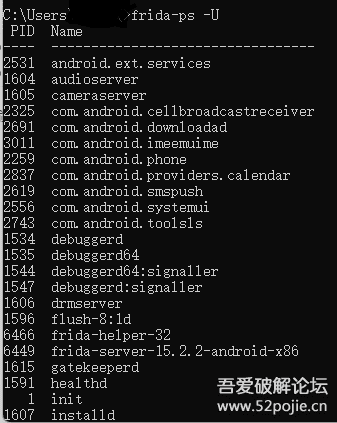 C:\Users\ >frida-ps -U
 PID  Name
----  --------------------------------
2531  android.ext.services
1604  audioserver
1605  cameraserver
2325  com.android.cellbroadcastreceiver
2691  com.android.downloadad
3011  com.android.imeemuime
2259  com.android.phone
2837  com.android.providers.calendar
2619  com.android.smspush
2556  com.android.systemui
2743  com.android.toolsls
1534  debuggerd
1535  debuggerd64
1544  debuggerd64:signaller
1547  debuggerd:signaller
1606  drmserver
1596  flush-8:1d
6466  frida-helper-32
6449  frida-server-15.2.2-android-x86
1615  gatekeeperd
1591  healthd
   1  init
1607  installd
吾爱破解论坛
www.52pojie.cn